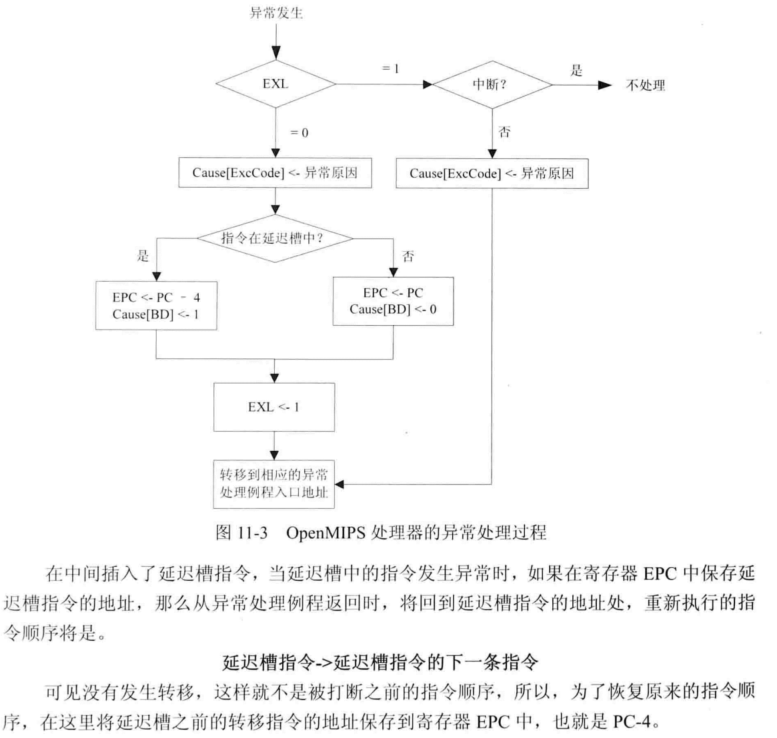 异常发生
EXL
= 1
中断？
是
不处理
= 0
否
Cause[ExcCode] <- 异常原因
Cause[ExcCode] <- 异常原因
指令在延迟槽中？
是
否
EPC <- PC - 4
Cause[BD] <- 1
EPC <- PC
Cause[BD] <- 0
EXL <- 1
转移到相应的异常
处理例程入口地址
图 11-3 OpenMIPS 处理器的异常处理过程
在中间插入了延迟槽指令，当延迟槽中的指令发生异常时，如果在寄存器 EPC 中保存延
迟槽指令的地址，那么从异常处理例程返回时，将回到延迟槽指令的地址处，重新执行的指
令顺序将是。
延迟槽指令->延迟槽指令的下一条指令
可见没有发生转移，这样就不是被打断之前的指令顺序，所以，为了恢复原来的指令顺
序，在这里将延迟槽之前的转移指令的地址保存到寄存器 EPC 中，也就是 PC-4。